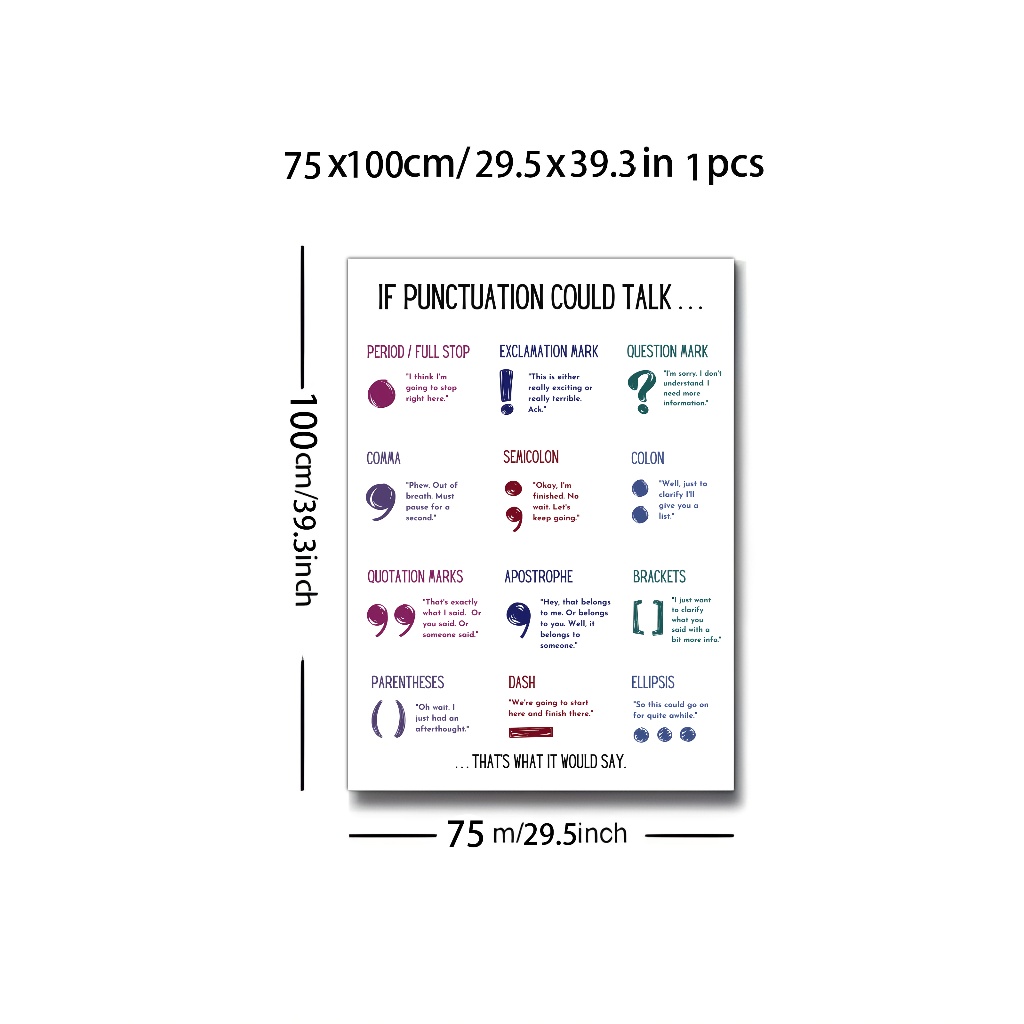 75x100cm/ 29.5x39.3in 1pcs
100cm/39.3inch
IF PUNCTUATION COULD TALK ...
PERIOD / FULL STOP
"I think I'm
going to stop
right here."
EXCLAMATION MARK
"This is either
really exciting or
really terrible.
Ack."
QUESTION MARK
"I'm sorry. I don't
understand. I
need more
information."
COMMA
"Phew. Out of
breath. Must
pause for a
second."
SEMICOLON
"Okay, I'm
finished. No
wait. Let's
keep going."
COLON
"Well, just to
clarify I'll
give you a
list."
QUOTATION MARKS
"That's exactly
what I said. Or
you said. Or
someone said."
APOSTROPHE
"Hey, that belongs
to me. Or belongs
to you. Well, it
belongs to
someone."
BRACKETS
[ ]
"I just want
to clarify
what you
said with a
bit more info."
PARENTHESES
( )
"Oh wait. I
just had an
afterthought."
DASH
"We're going to start
here and finish there."
ELLIPSIS
"So this could go on
for quite awhile."
... THAT'S WHAT IT WOULD SAY.
75 m/29.5inch